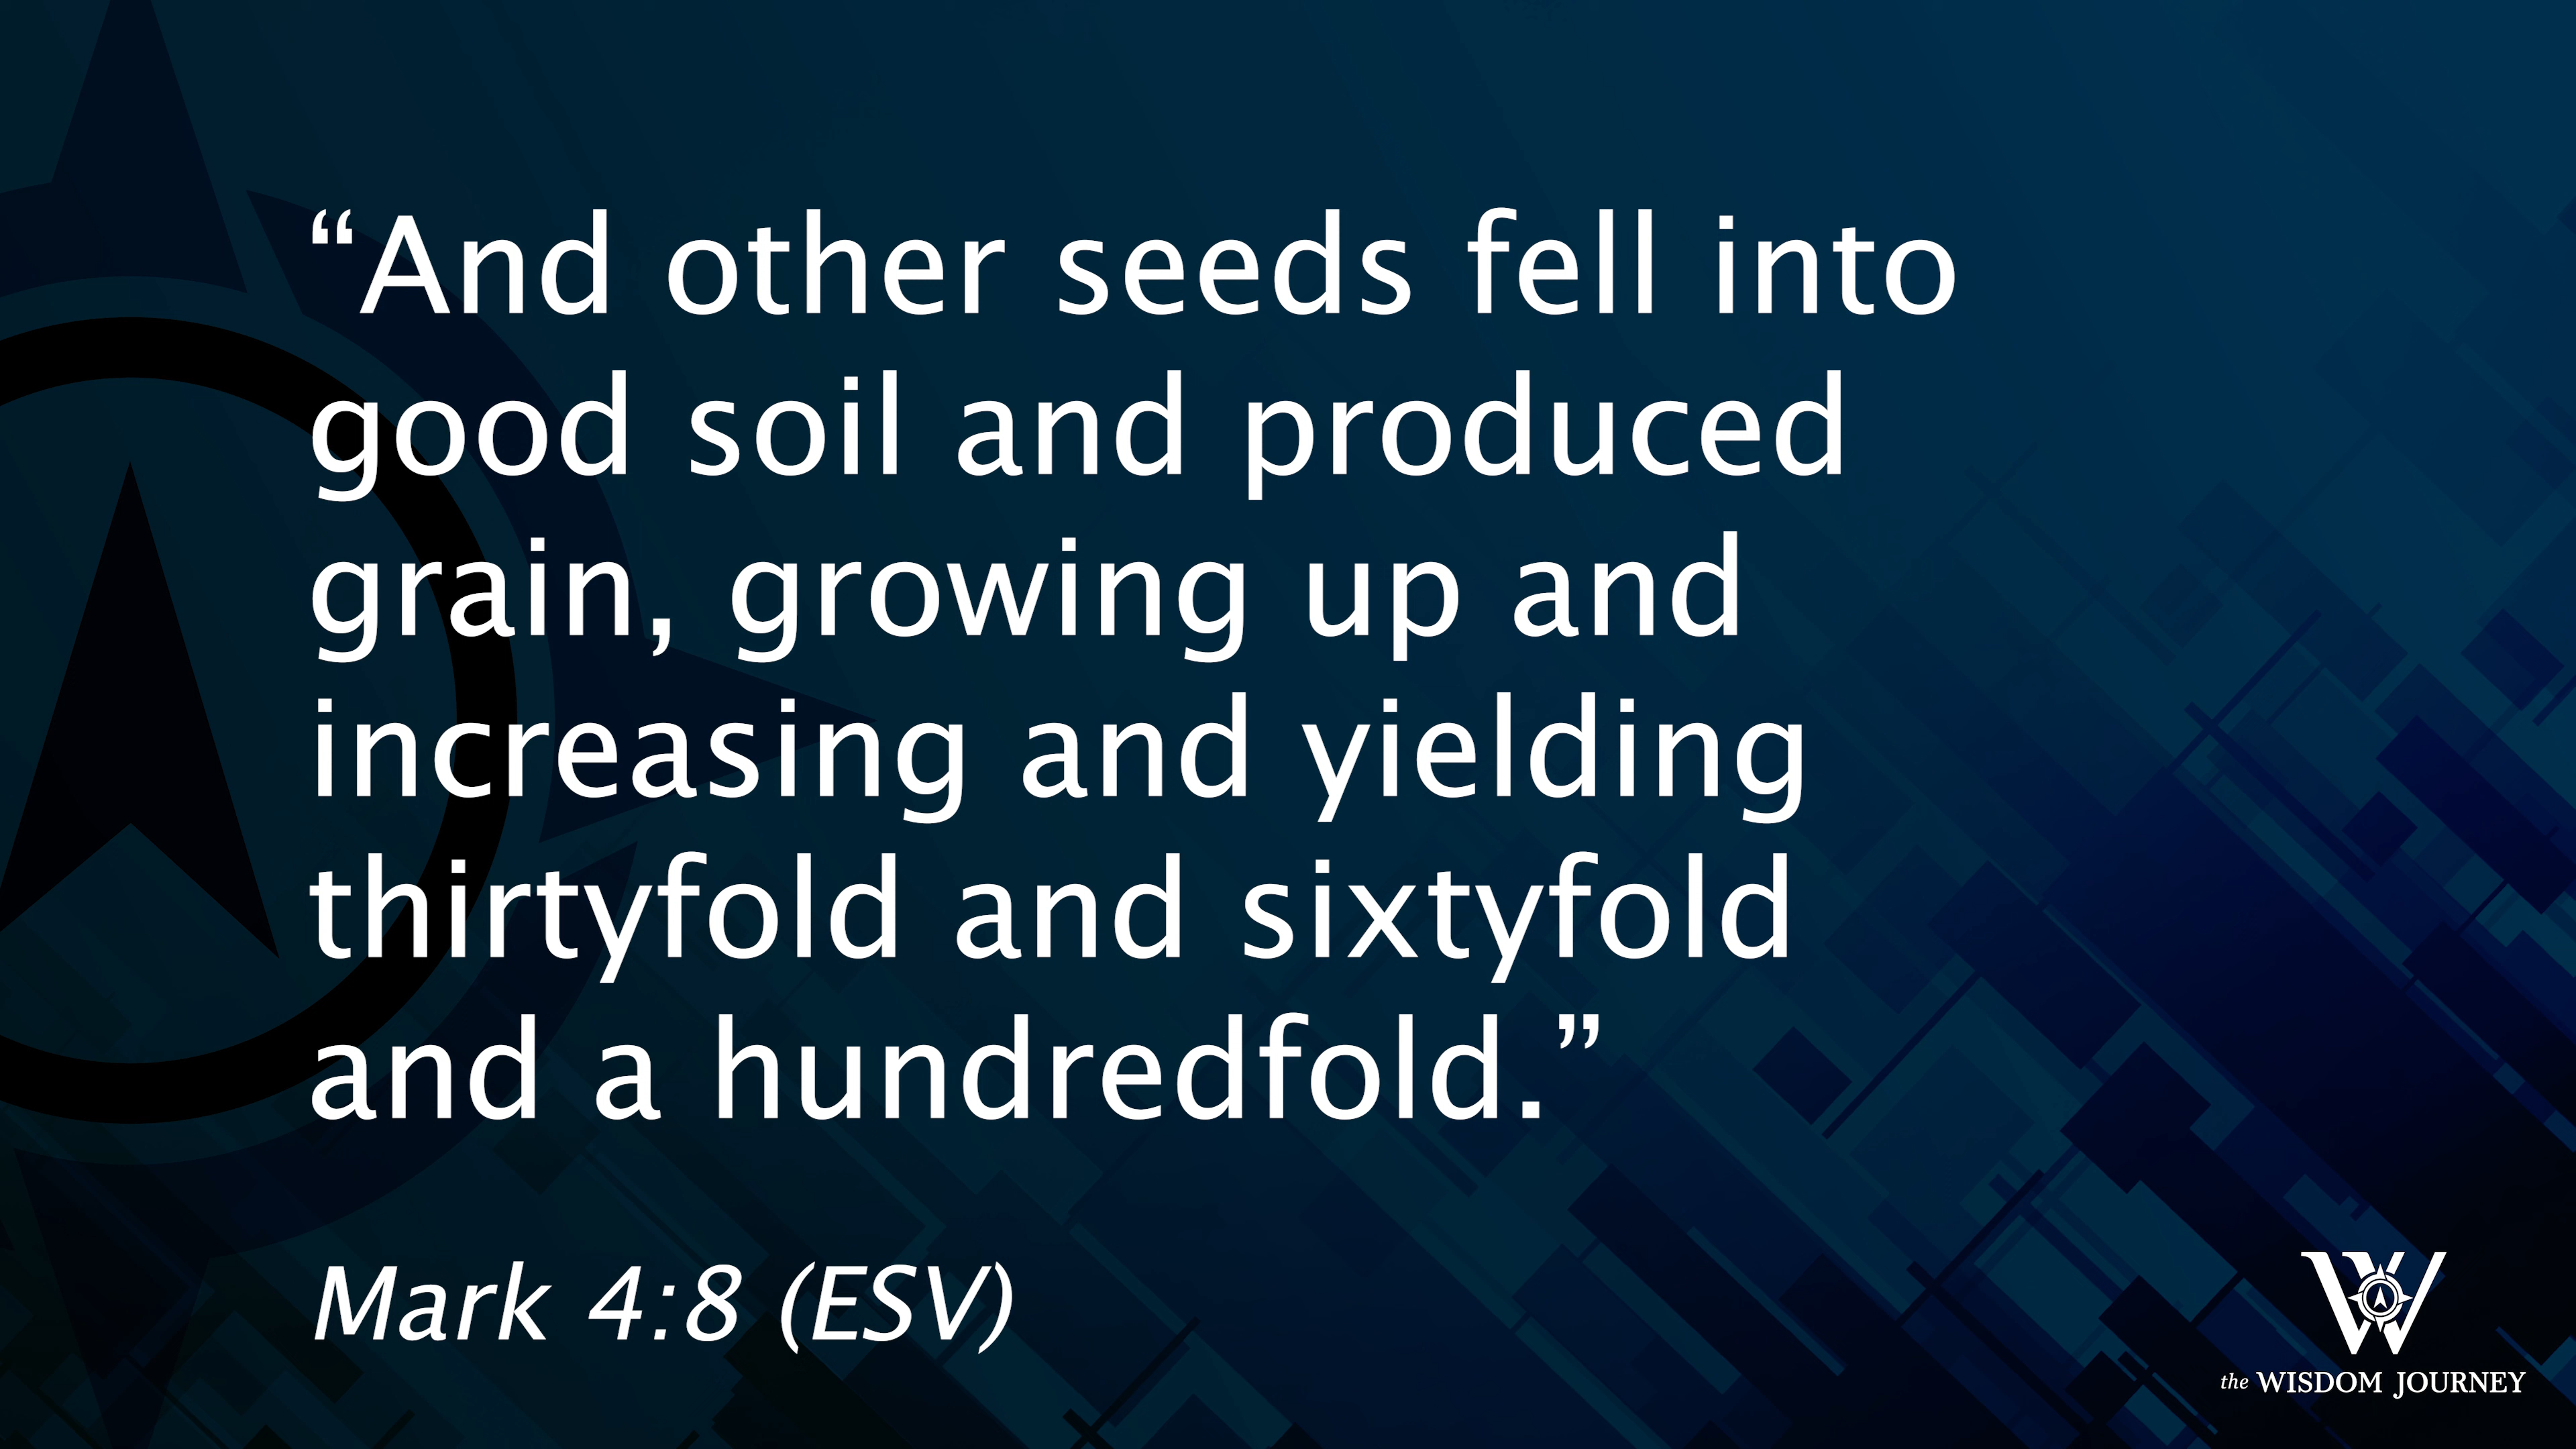 “And other seeds fell into
good soil and produced
grain, growing up and
increasing and yielding
thirtyfold and sixtyfold
and a hundredfold.”
Mark 4:8 (ESV)
W
the WISDOM JOURNEY